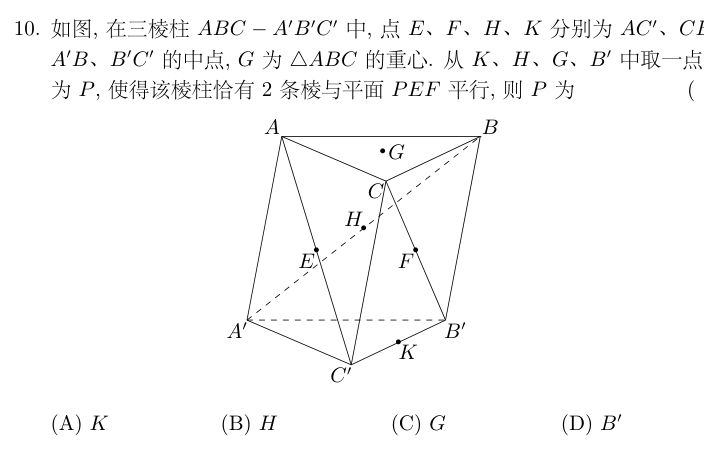 10. 如图, 在三棱柱 ABC − A′B′C′ 中, 点 E、F、H、K 分别为 AC′、
A′B、B′C′ 的中点, G 为 △ABC 的重心. 从 K、H、G、B′ 中取一点
为 P, 使得该棱柱恰有 2 条棱与平面 PEF 平行, 则 P 为 (
A
B
G
C
H
E
F
A′
B′
K
C′
(A) K (B) H (C) G (D) B′